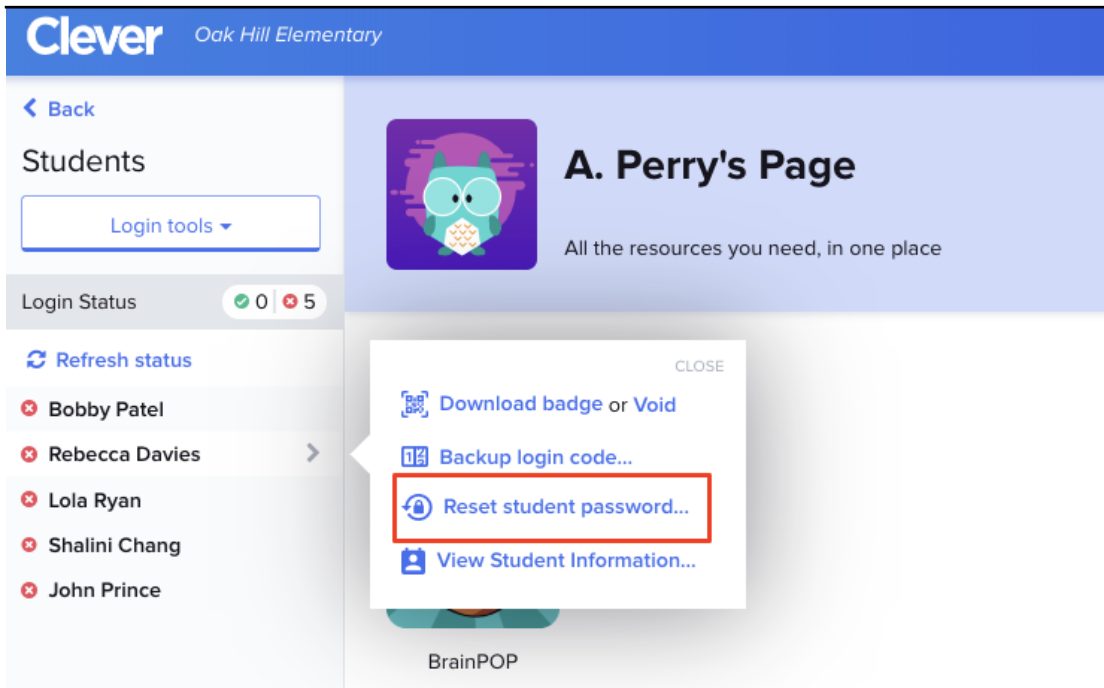 Clever
Oak Hill Elementary
Back
Students
Login tools
Login Status
0 5
Refresh status
Bobby Patel
Rebecca Davies
Lola Ryan
Shalini Chang
John Prince
A. Perry's Page
All the resources you need, in one place
CLOSE
Download badge or Void
Backup login code...
Reset student password...
View Student Information...
BrainPOP